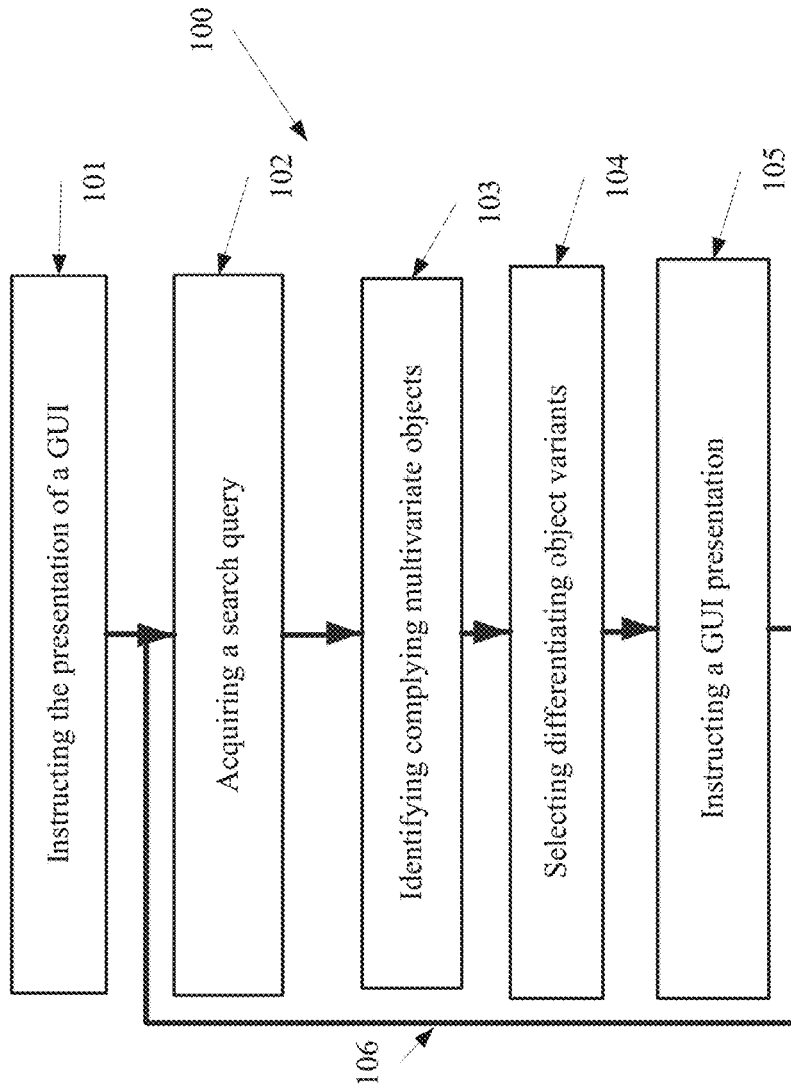 100
Instructing the presentation of a GUI
101
Acquiring a search query
102
Identifying complying multivariate objects
103
Selecting differentiating object variants
104
Instructing a GUI presentation
105
106